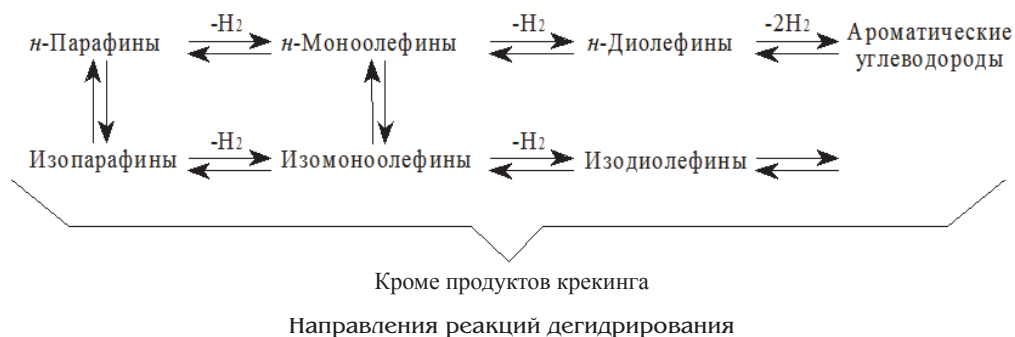 -H2 -H2 -2H2
н-Парафины н-Моноолефины н-Диолефины Ароматические
углеводороды
-H2 -H2
Изопарафины Изомоноолефины Изодиолефины
Кроме продуктов крекинга
Направления реакций дегидрирования